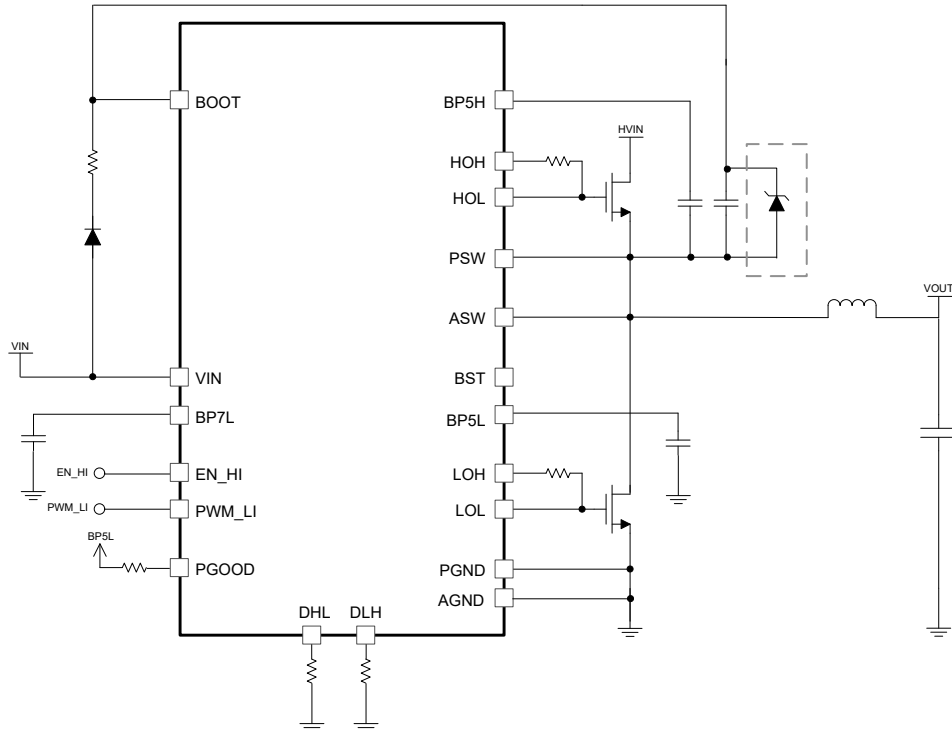 BOOT
BP5H
HVIN
HOH
HOL
PSW
VOUT
ASW
VIN
VIN
BST
BP7L
BP5L
EN_HI
EN_HI
LOH
PWM_LI
PWM_LI
LOL
BP5L
PGOOD
PGND
AGND
DHL
DLH